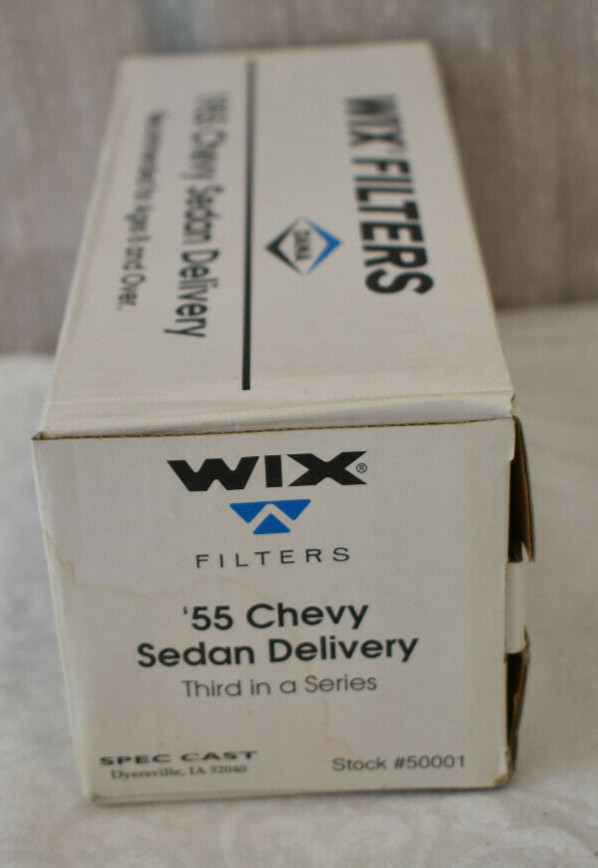 WIX FILTERS
DANA
1955 Chevy Sedan Delivery
Recommended for Ages 8 and Over.
WIX®
FILTERS
'55 Chevy
Sedan Delivery
Third in a Series
SPEC CAST
Dyersville, IA 52040
Stock #50001